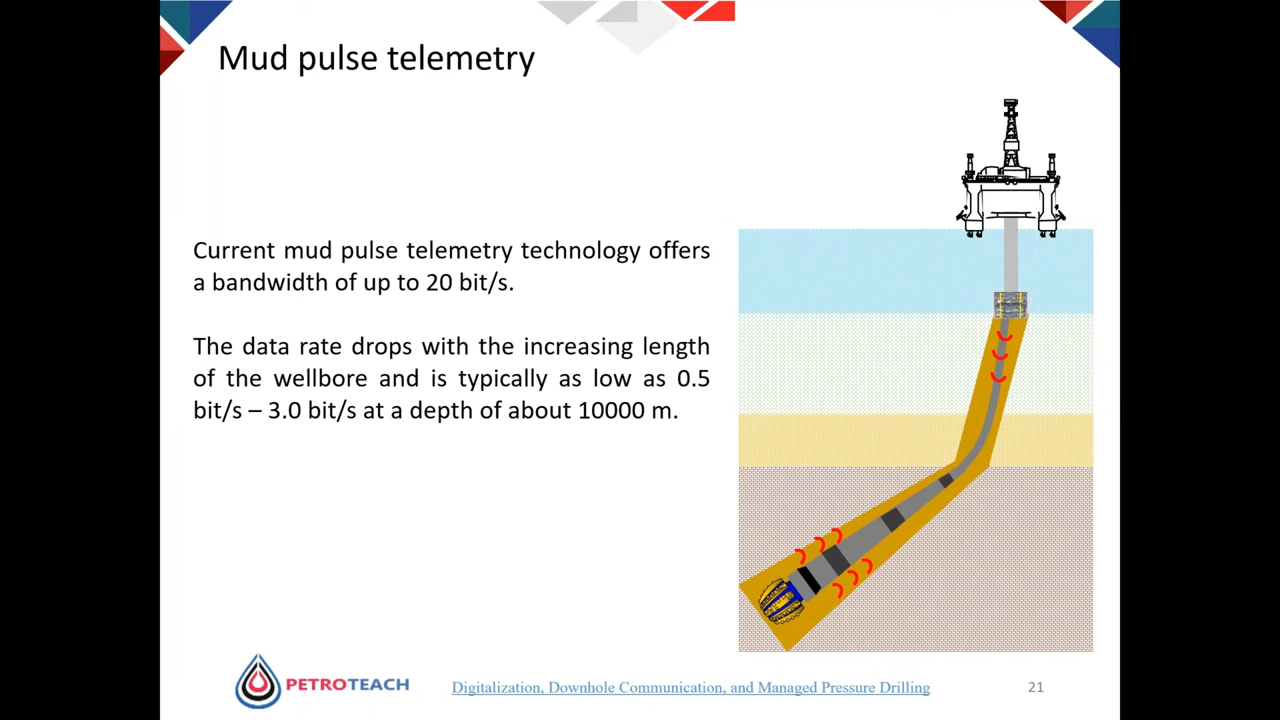 Mud pulse telemetry
Current mud pulse telemetry technology offers
a bandwidth of up to 20 bit/s.
The data rate drops with the increasing length
of the wellbore and is typically as low as 0.5
bit/s – 3.0 bit/s at a depth of about 10000 m.
PETROTEACH
Digitalization, Downhole Communication, and Managed Pressure Drilling
21